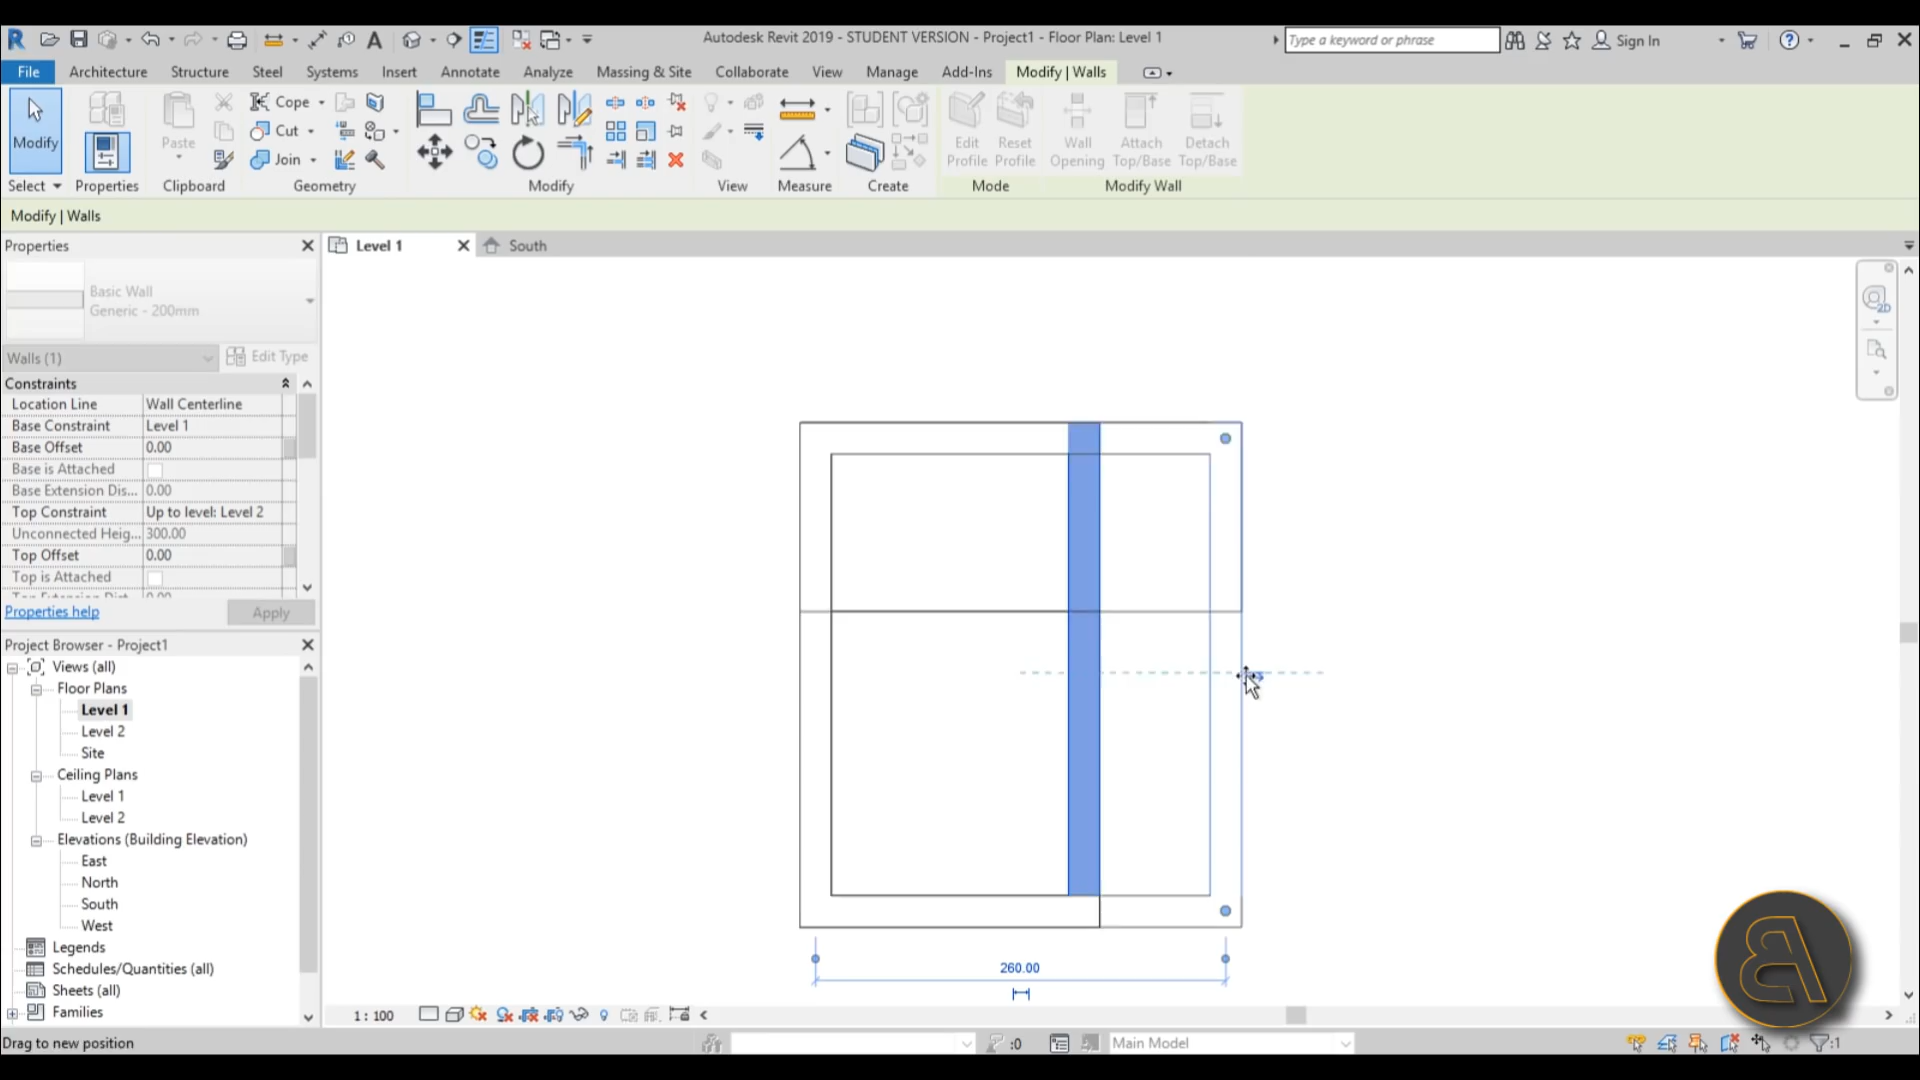 Autodesk Revit 2019 - STUDENT VERSION - Project1 - Floor Plan: Level 1
Type a keyword or phrase
Sign In
File Architecture Structure Steel Systems Insert Annotate Analyze Massing & Site Collaborate View Manage Add-Ins Modify | Walls
Modify
Paste
Cope
Cut
Join
Edit Profile
Reset Profile
Wall Opening
Attach Top/Base
Detach Top/Base
Select Properties Clipboard Geometry Modify View Measure Create Mode Modify Wall
Modify | Walls
Properties
Level 1
South
Basic Wall
Generic - 200mm
Walls (1)
Edit Type
Constraints
Location Line Wall Centerline
Base Constraint Level 1
Base Offset 0.00
Base is Attached
Base Extension Dis... 0.00
Top Constraint Up to level: Level 2
Unconnected Heig... 300.00
Top Offset 0.00
Top is Attached
Properties help
Apply
Project Browser - Project1
Views (all)
Floor Plans
Level 1
Level 2
Site
Ceiling Plans
Level 1
Level 2
Elevations (Building Elevation)
East
North
South
West
Legends
Schedules/Quantities (all)
Sheets (all)
Families
2D
260.00
1 : 100
Drag to new position
:0
Main Model
:1